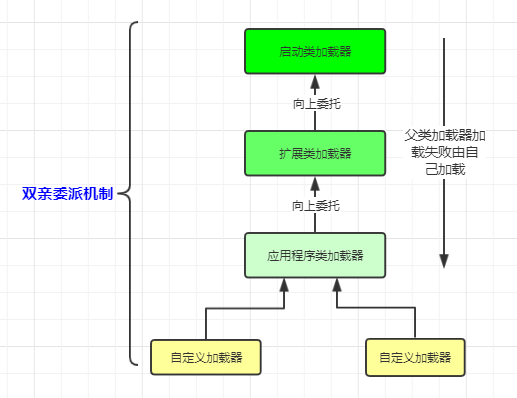 启动类加载器
向上委托
父类加载器加
载失败由自
己加载
扩展类加载器
双亲委派机制
向上委托
应用程序类加载器
自定义加载器
自定义加载器